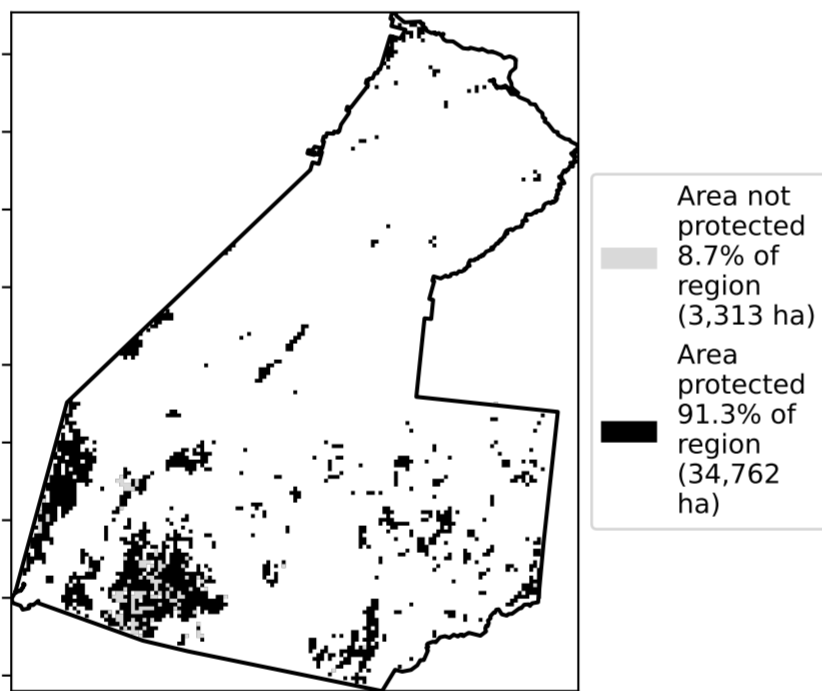 Area not
protected
8.7% of
region
(3,313 ha)
Area
protected
91.3% of
region
(34,762
ha)